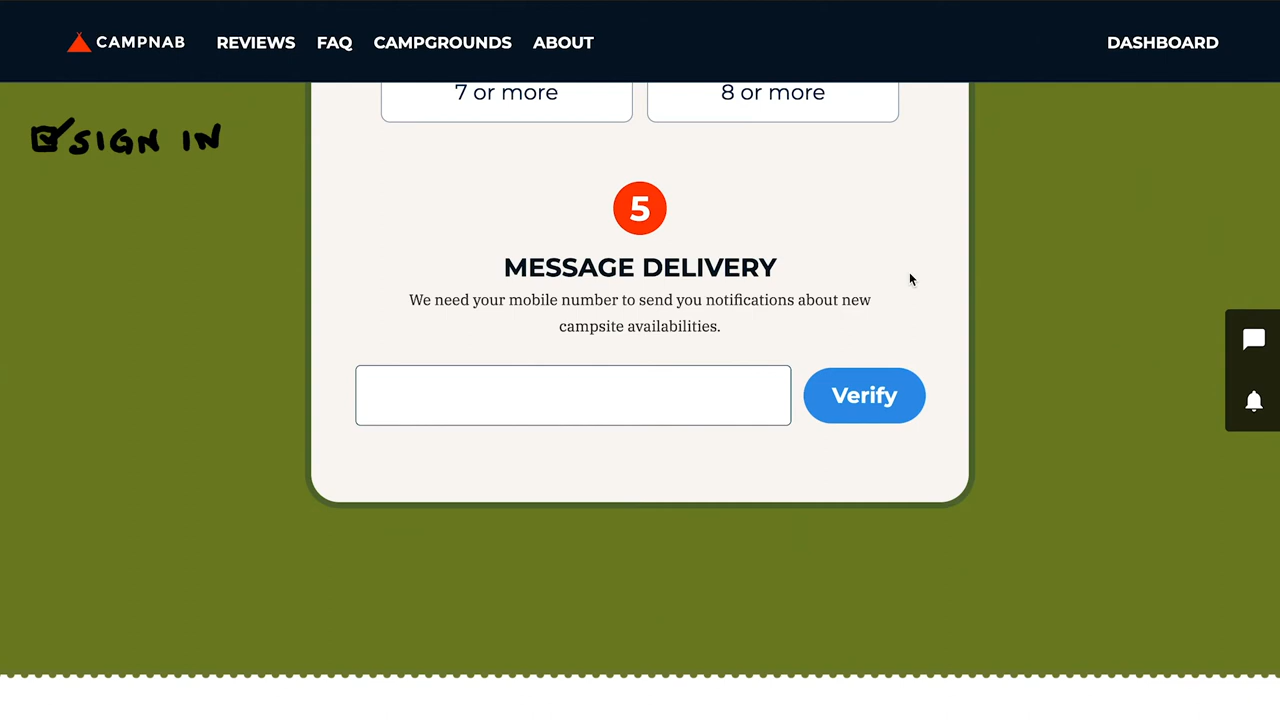 CAMPNAB REVIEWS FAQ CAMPGROUNDS ABOUT DASHBOARD
7 or more 8 or more
SIGN IN
5
MESSAGE DELIVERY
We need your mobile number to send you notifications about new
campsite availabilities.
Verify